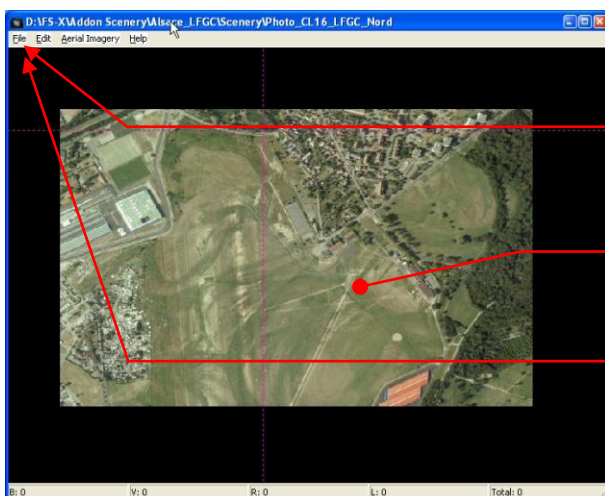 D:\FS-X\Addon Scenery\Alsace_LFGC\Scenery\Photo_CL16_LFGC_Nord
File Edit Aerial Imagery Help
B: 0 V: 0 R: 0 L: 0 Total: 0